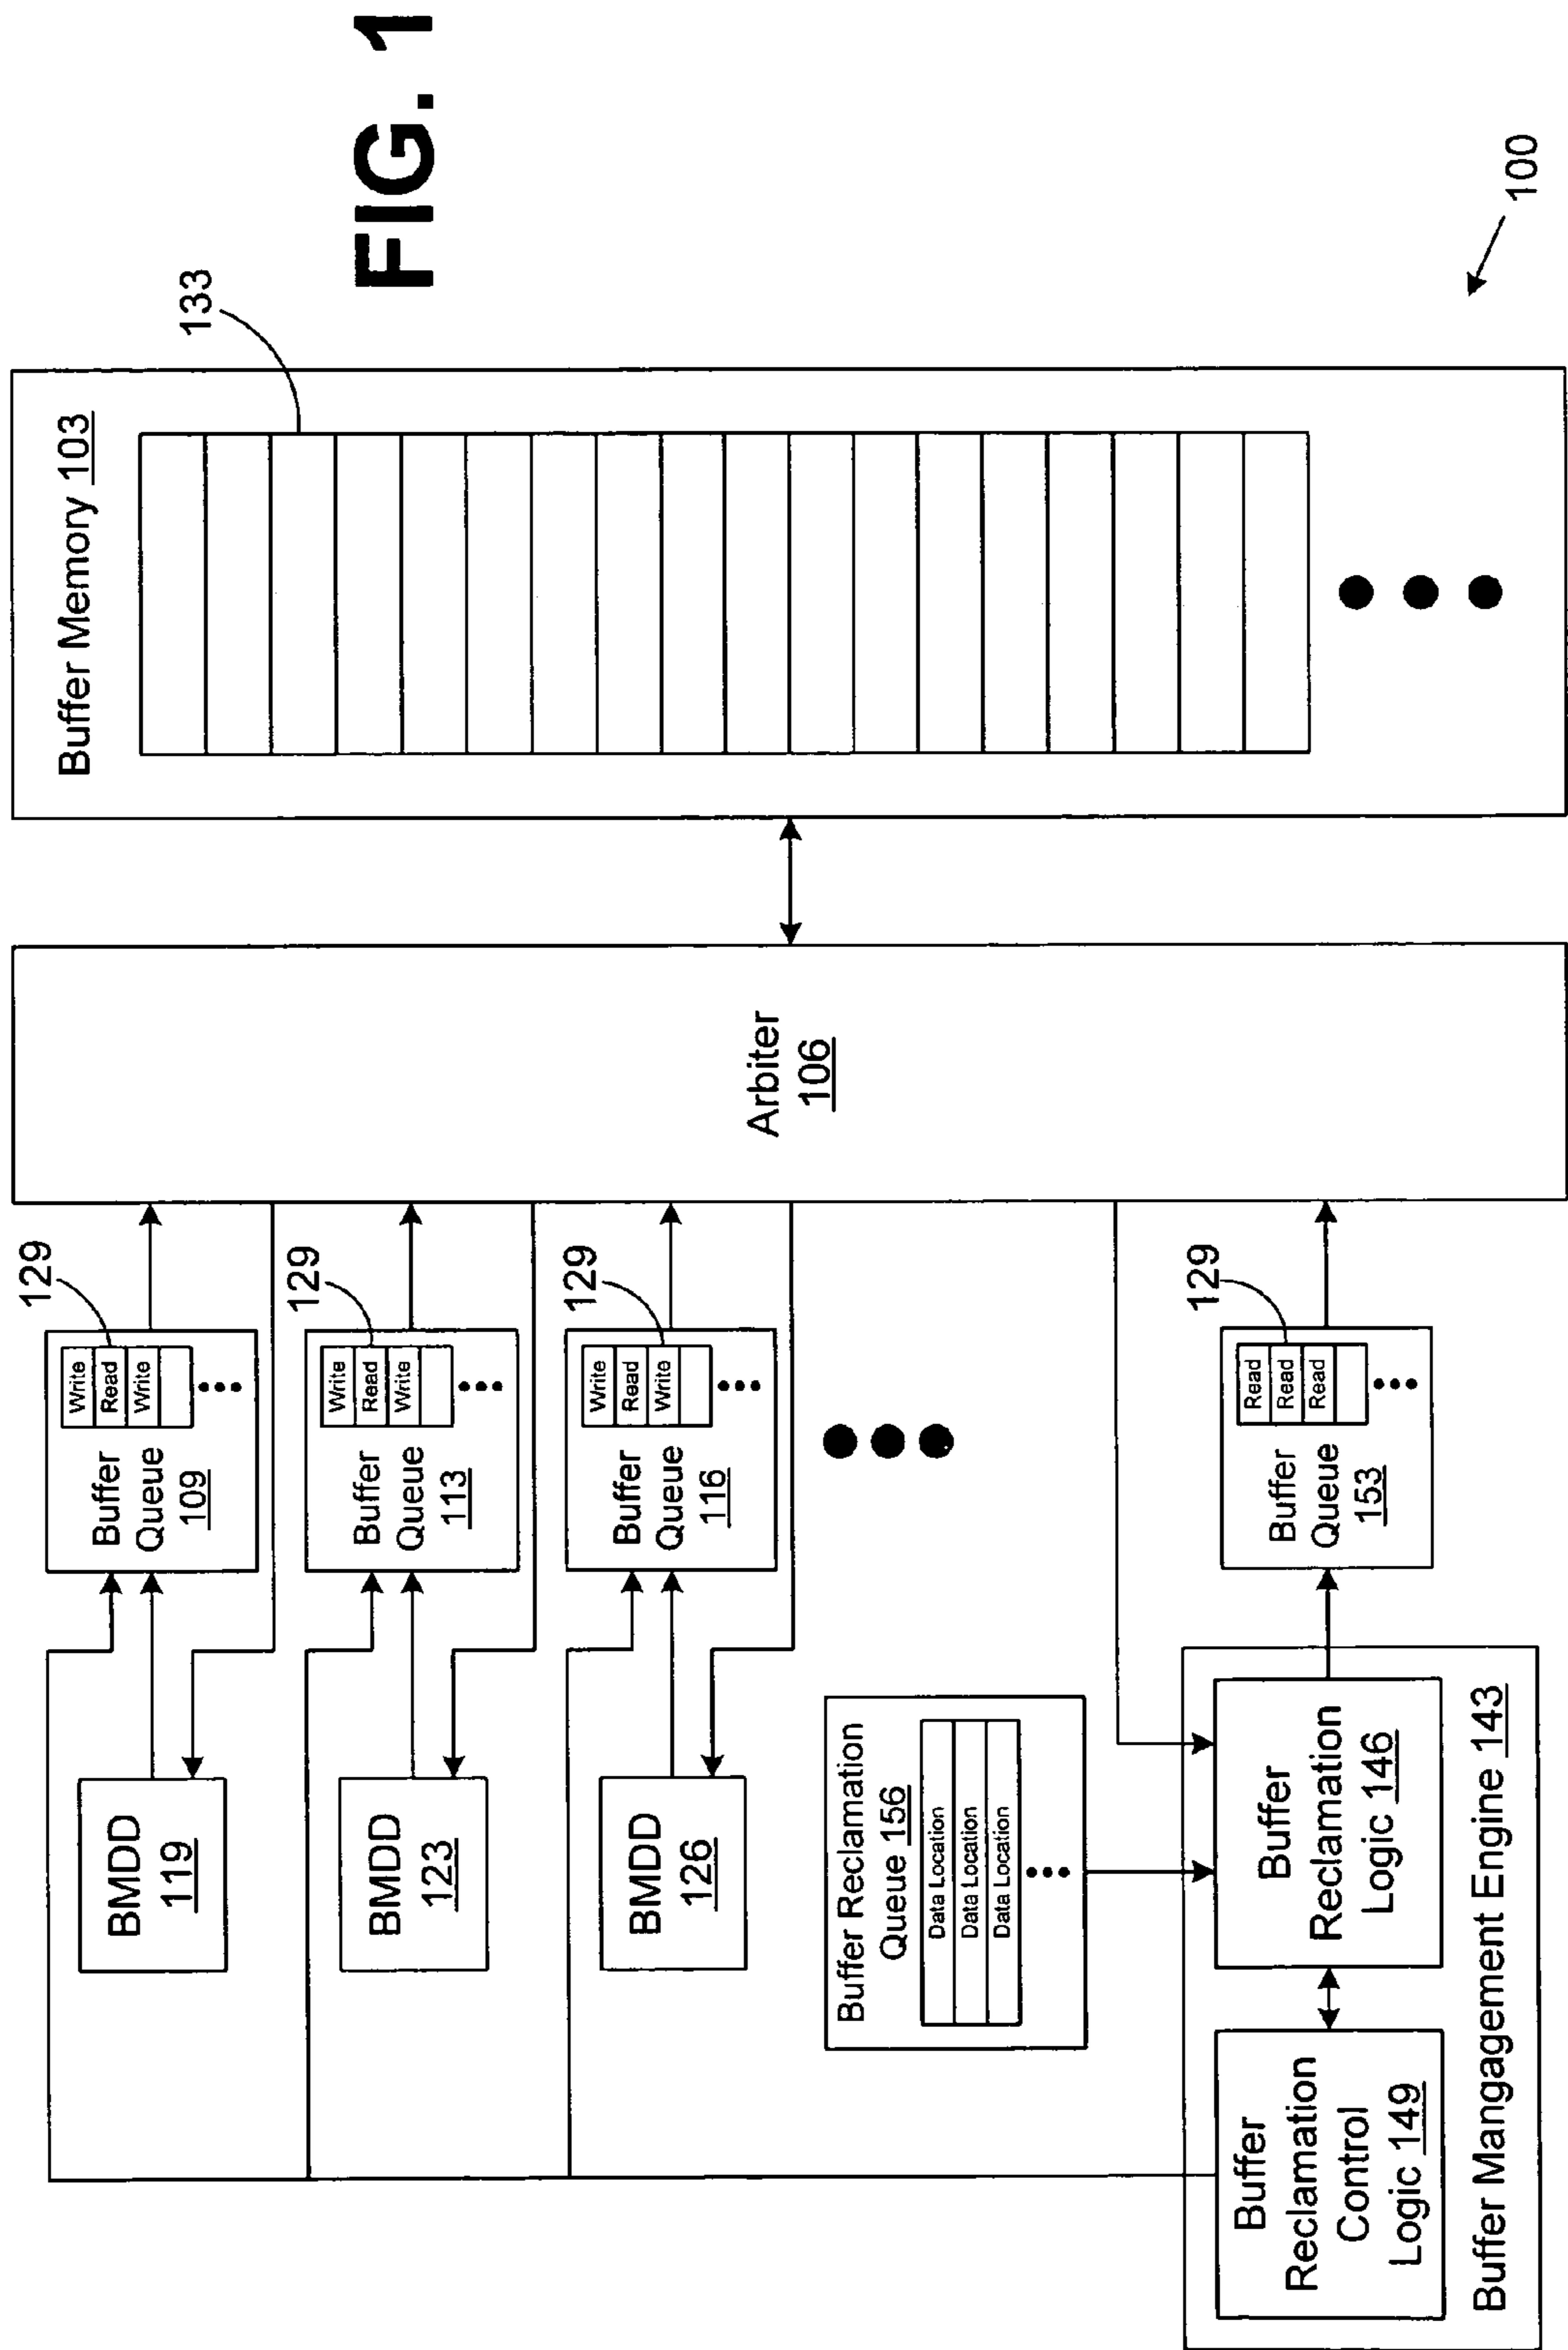 FIG. 1
100
Buffer Memory 103
133
Arbiter
106
129
Buffer
Queue
109
Write
Read
Write
129
Buffer
Queue
113
Write
Read
Write
129
Buffer
Queue
116
Write
Read
Write
129
Buffer
Queue
153
Read
Read
Read
BMDD
119
BMDD
123
BMDD
126
Buffer Reclamation
Queue 156
Data Location
Data Location
Data Location
Buffer
Reclamation
Logic 146
Buffer
Reclamation
Control
Logic 149
Buffer Mangagement Engine 143